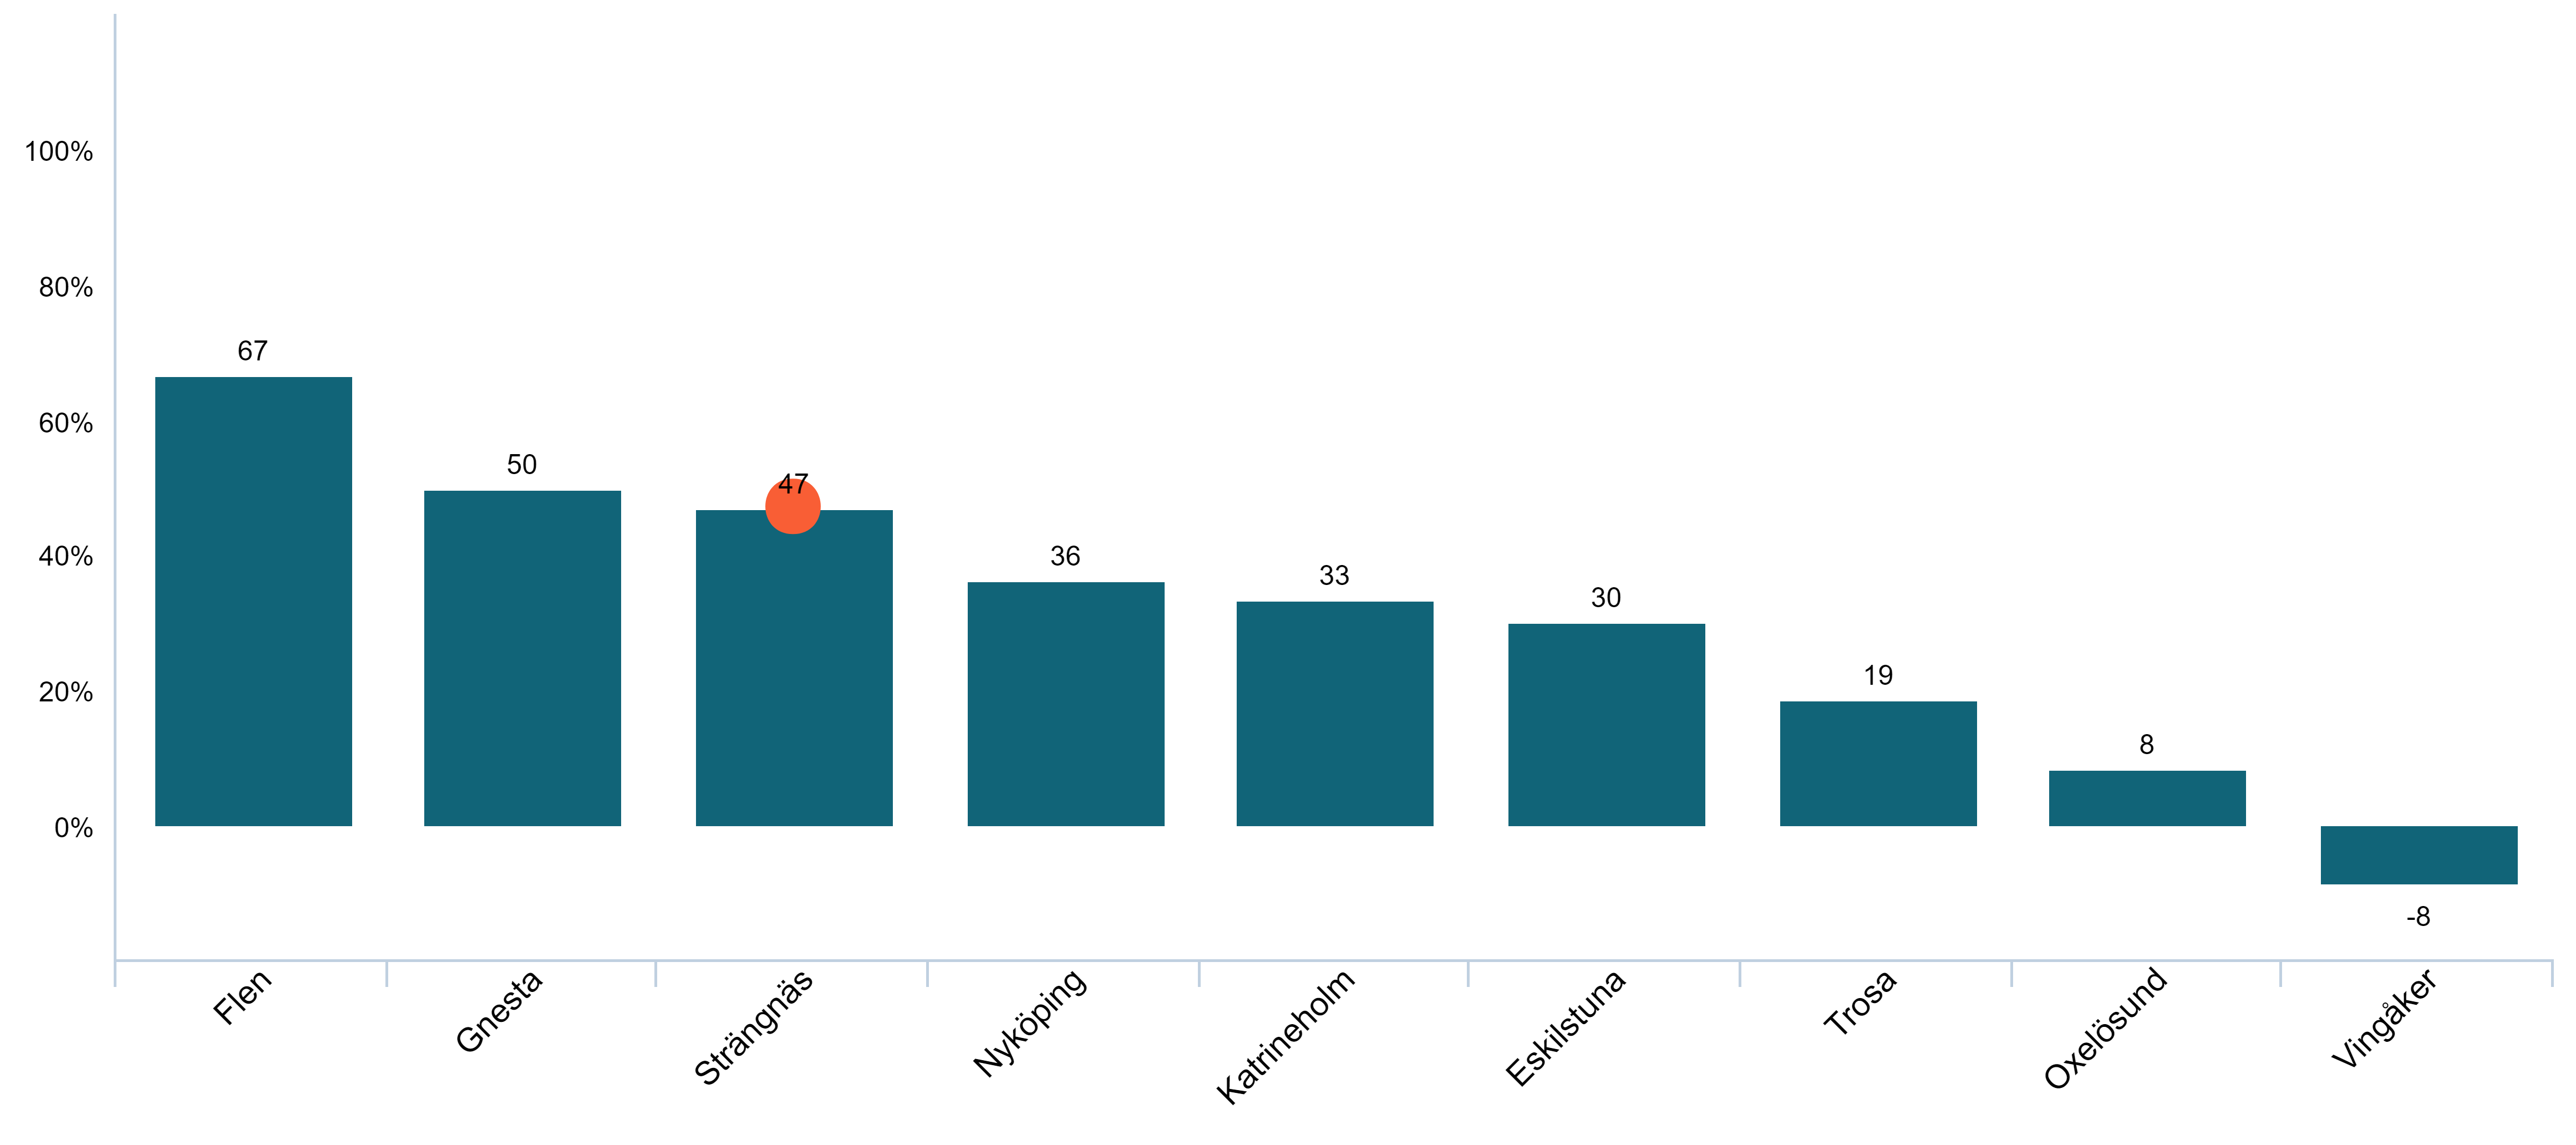 100%
80%
60%
40%
20%
0%
67
50
47
36
33
30
19
8
-8
Flen
Gnesta
Strängnäs
Nyköping
Katrineholm
Eskilstuna
Trosa
Oxelösund
Vingåker